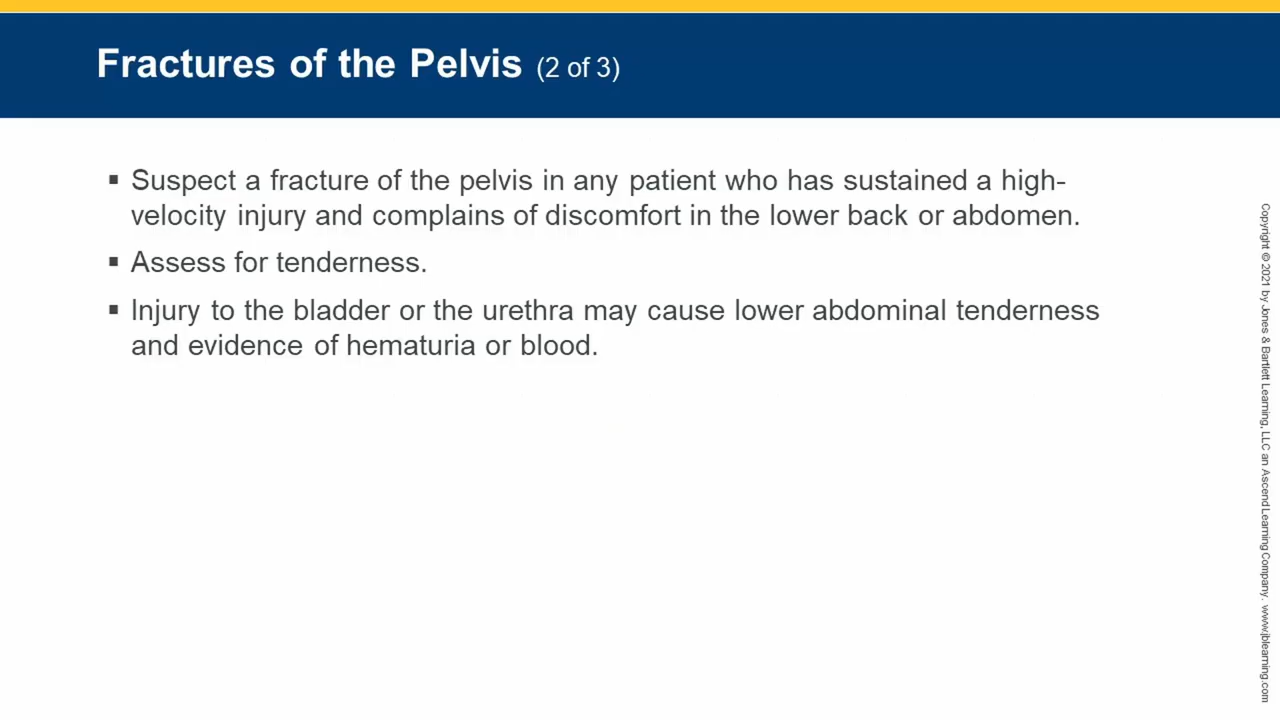 Fractures of the Pelvis (2 of 3)
▪ Suspect a fracture of the pelvis in any patient who has sustained a high-
velocity injury and complains of discomfort in the lower back or abdomen.
▪ Assess for tenderness.
▪ Injury to the bladder or the urethra may cause lower abdominal tenderness
and evidence of hematuria or blood.
Copyright © 2021 by Jones & Bartlett Learning, LLC an Ascend Learning Company. www.jblearning.com